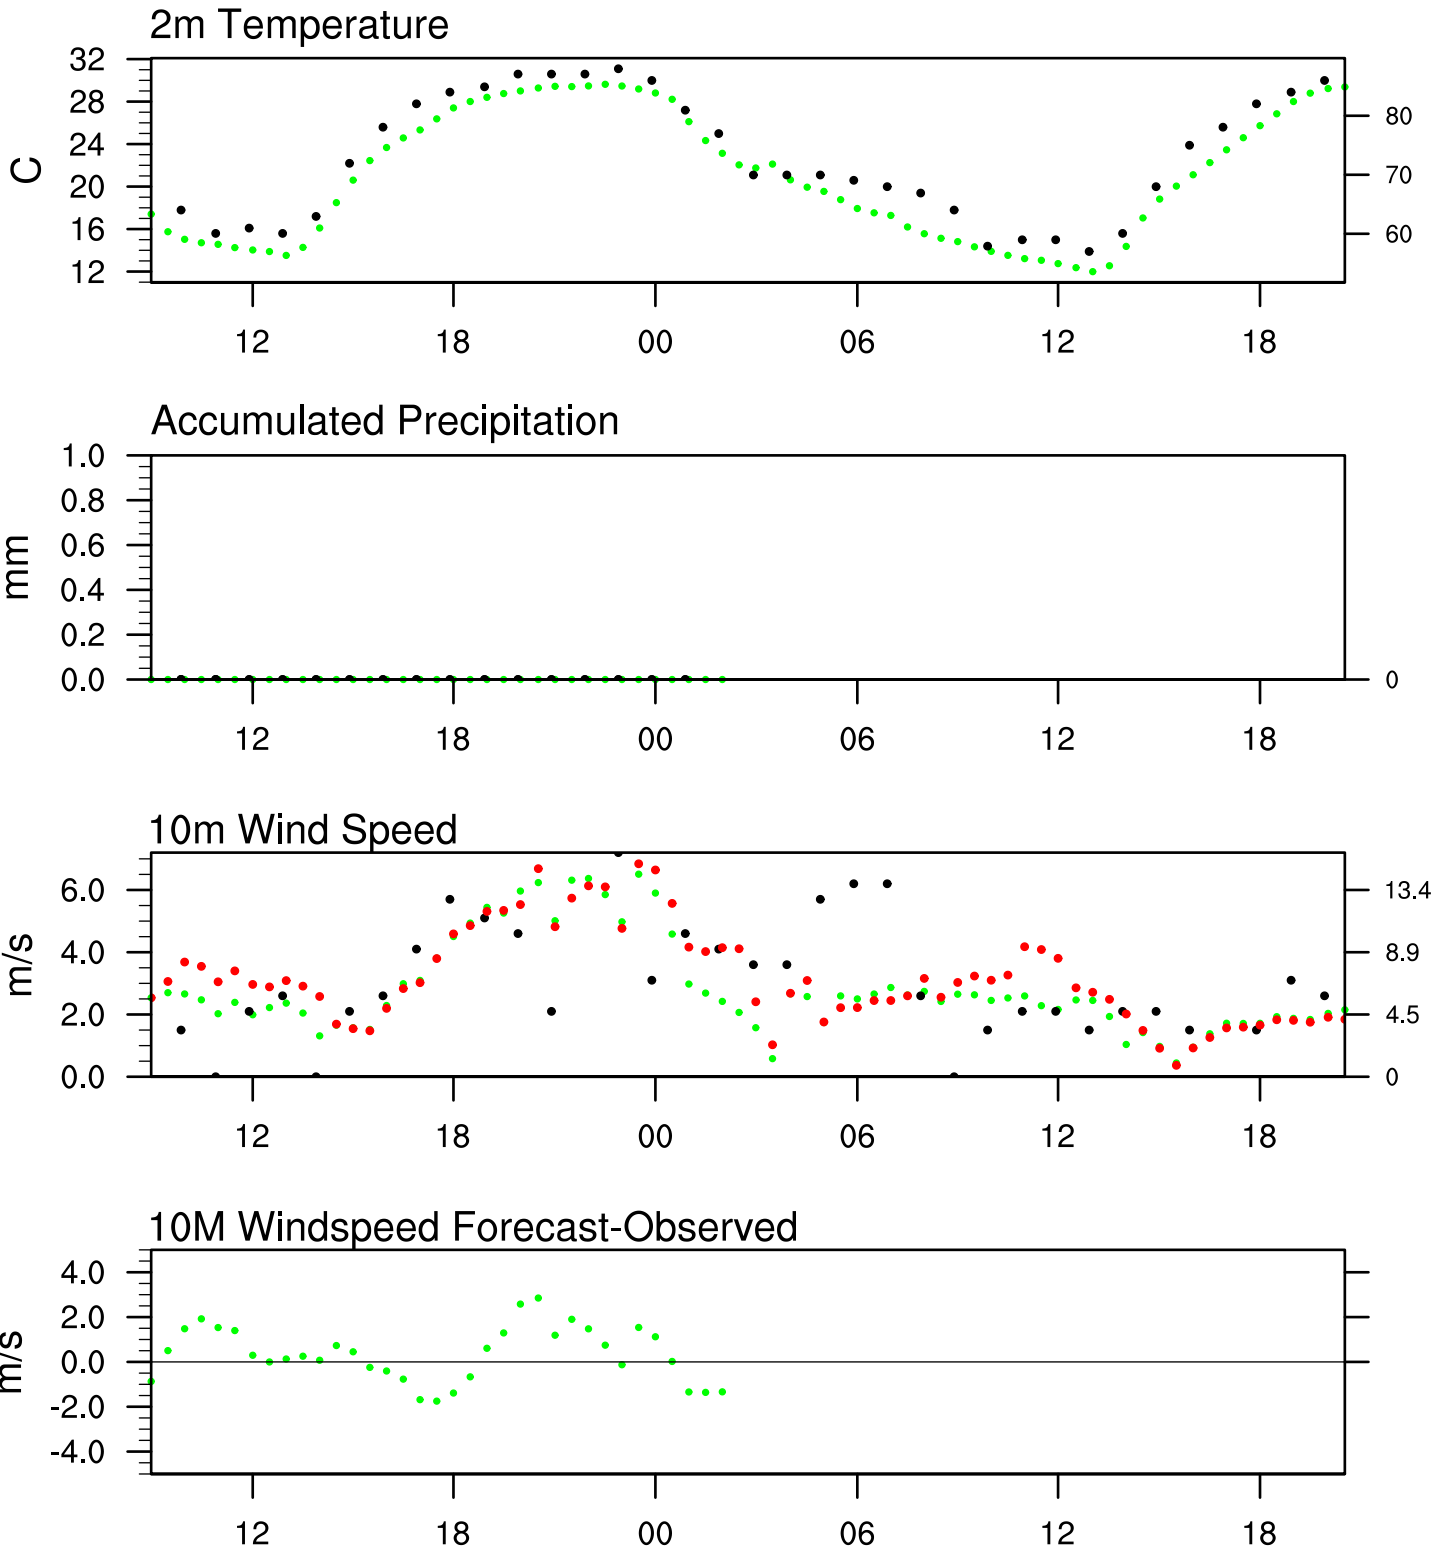 2m Temperature
C
32
28
24
20
16
12
80
70
60
12 18 00 06 12 18
Accumulated Precipitation
mm
1.0
0.8
0.6
0.4
0.2
0.0
0
12 18 00 06 12 18
10m Wind Speed
m/s
6.0
4.0
2.0
0.0
13.4
8.9
4.5
0
12 18 00 06 12 18
10M Windspeed Forecast-Observed
m/s
4.0
2.0
0.0
-2.0
-4.0
12 18 00 06 12 18